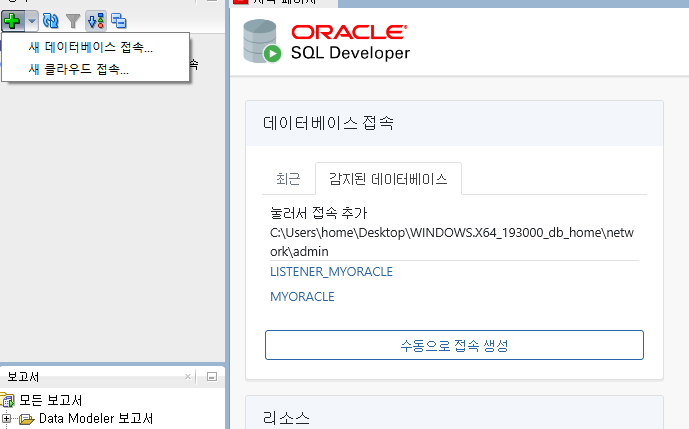 새 데이터베이스 접속...
새 클라우드 접속...
속
ORACLE
SQL Developer
데이터베이스 접속
최근
감지된 데이터베이스
눌러서 접속 추가
C:\Users\home\Desktop\WINDOWS.X64_193000_db_home\netw
ork\admin
LISTENER_MYORACLE
MYORACLE
수동으로 접속 생성
보고서
모든 보고서
Data Modeler 보고서
리소스